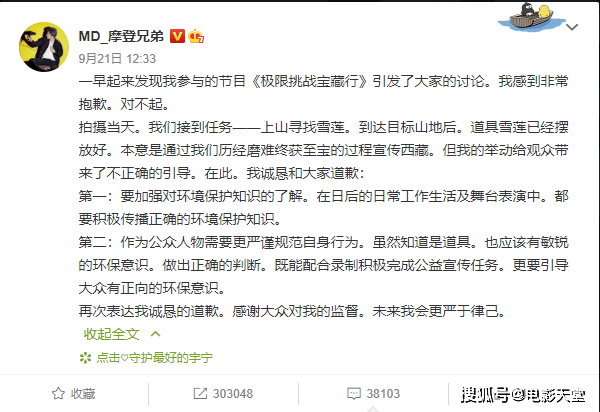 MD_摩登兄弟
9月21日 12:33
一早起来发现我参与的节目《极限挑战宝藏行》引发了大家的讨论。我感到非常
抱歉。对不起。
拍摄当天。我们接到任务——上山寻找雪莲。到达目标山地后。道具雪莲已经摆
放好。本意是通过我们历经磨难终获至宝的过程宣传西藏。但我的举动给观众带
来了不正确的引导。在此。我诚恳和大家道歉：
第一：要加强对环境保护知识的了解。在日后的日常工作生活及舞台表演中。都
要积极传播正确的环境保护知识。
第二：作为公众人物需要更严谨规范自身行为。虽然知道是道具。也应该有敏锐
的环保意识。做出正确的判断。既能配合录制积极完成公益宣传任务。更要引导
大众有正向的环保意识。
再次表达我诚恳的道歉。感谢大众对我的监督。未来我会更严于律己。
收起全文
点击♡守护最好的宇宁
收藏
303048
38103
搜狐号@电影天堂